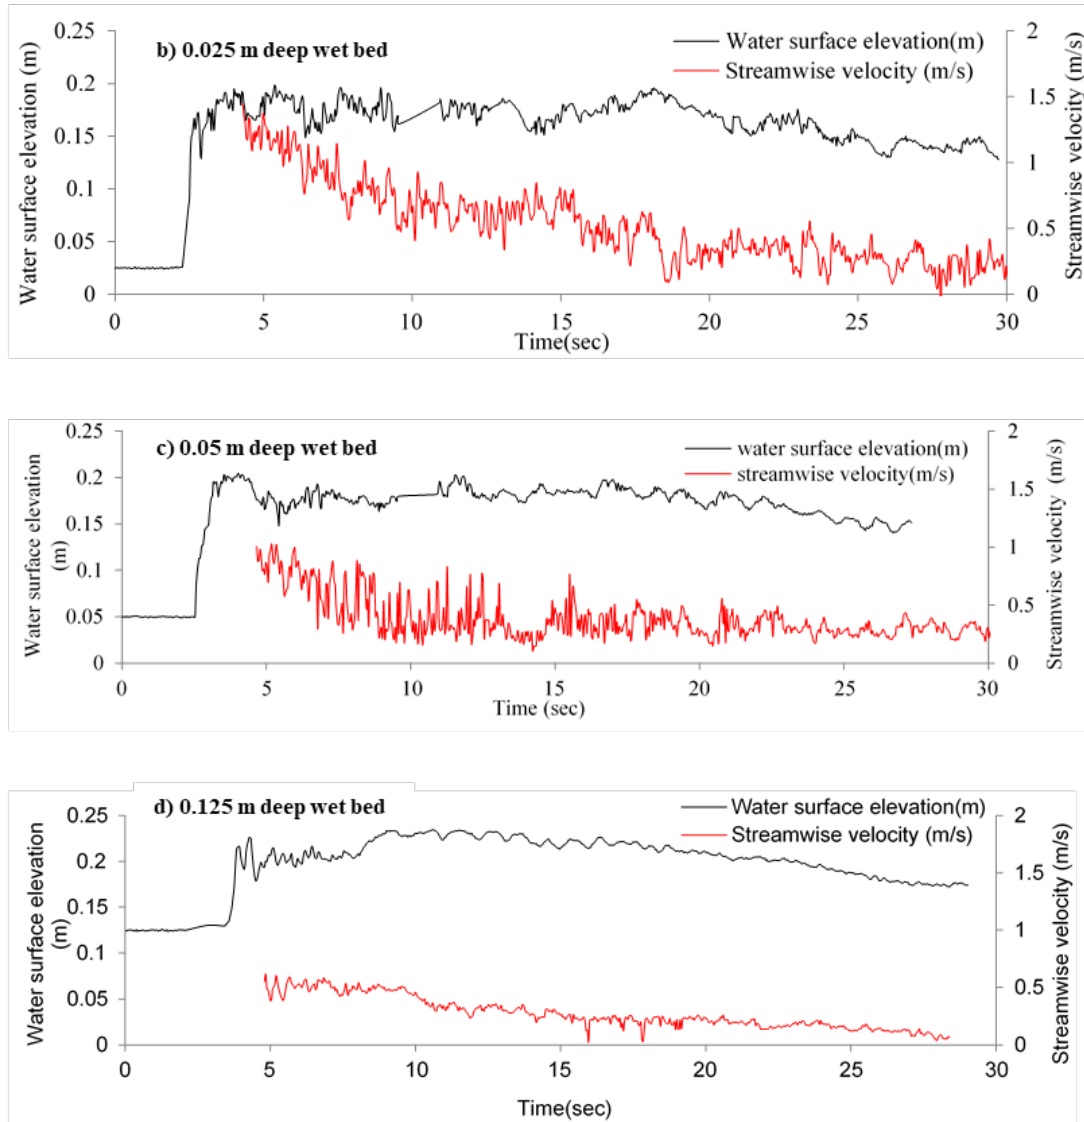 b) 0.025 m deep wet bed
Water surface elevation(m)
Streamwise velocity (m/s)
Water surface elevation (m)
0.25
0.2
0.15
0.1
0.05
0
2
1.5
1
0.5
0
Streamwise velocity (m/s)
0 5 10 15 20 25 30
Time(sec)
c) 0.05 m deep wet bed
water surface elevation(m)
streamwise velocity(m/s)
Water surface elevation
(m)
0.25
0.2
0.15
0.1
0.05
0
2
1.5
1
0.5
0
Streamwise velocity (m/s)
0 5 10 15 20 25 30
Time (sec)
d) 0.125 m deep wet bed
Water surface elevation(m)
Streamwise velocity (m/s)
Water surface elevation
(m)
0.25
0.2
0.15
0.1
0.05
0
2
1.5
1
0.5
0
Streamwise velocity (m/s)
0 5 10 15 20 25 30
Time(sec)